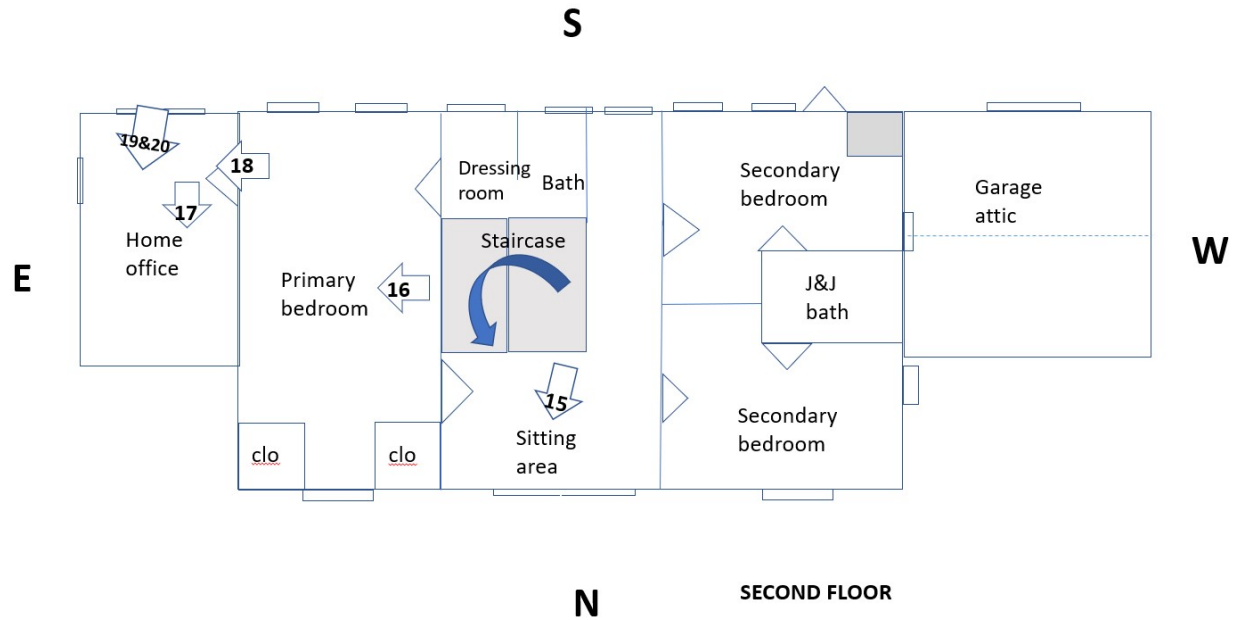 S
19&20
18
17
Home
office
E
Primary
bedroom
16
Dressing
room
Bath
Staircase
15
Sitting
area
clo
clo
Secondary
bedroom
J&J
bath
Secondary
bedroom
Garage
attic
W
N
SECOND FLOOR